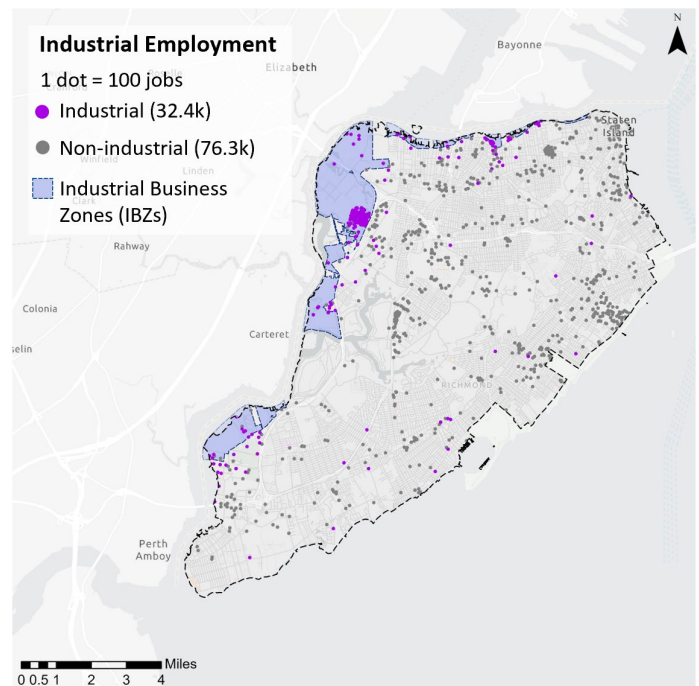 Industrial Employment
1 dot = 100 jobs
Industrial (32.4k)
Non-industrial (76.3k)
Industrial Business
Zones (IBZs)
N
Bayonne
Elizabeth
Staten
Island
Cranford
Winfield
Linden
Clark
Rahway
Colonia
selin
Carteret
RICHMOND
Perth
Amboy
Miles
0 0.5 1 2 3 4